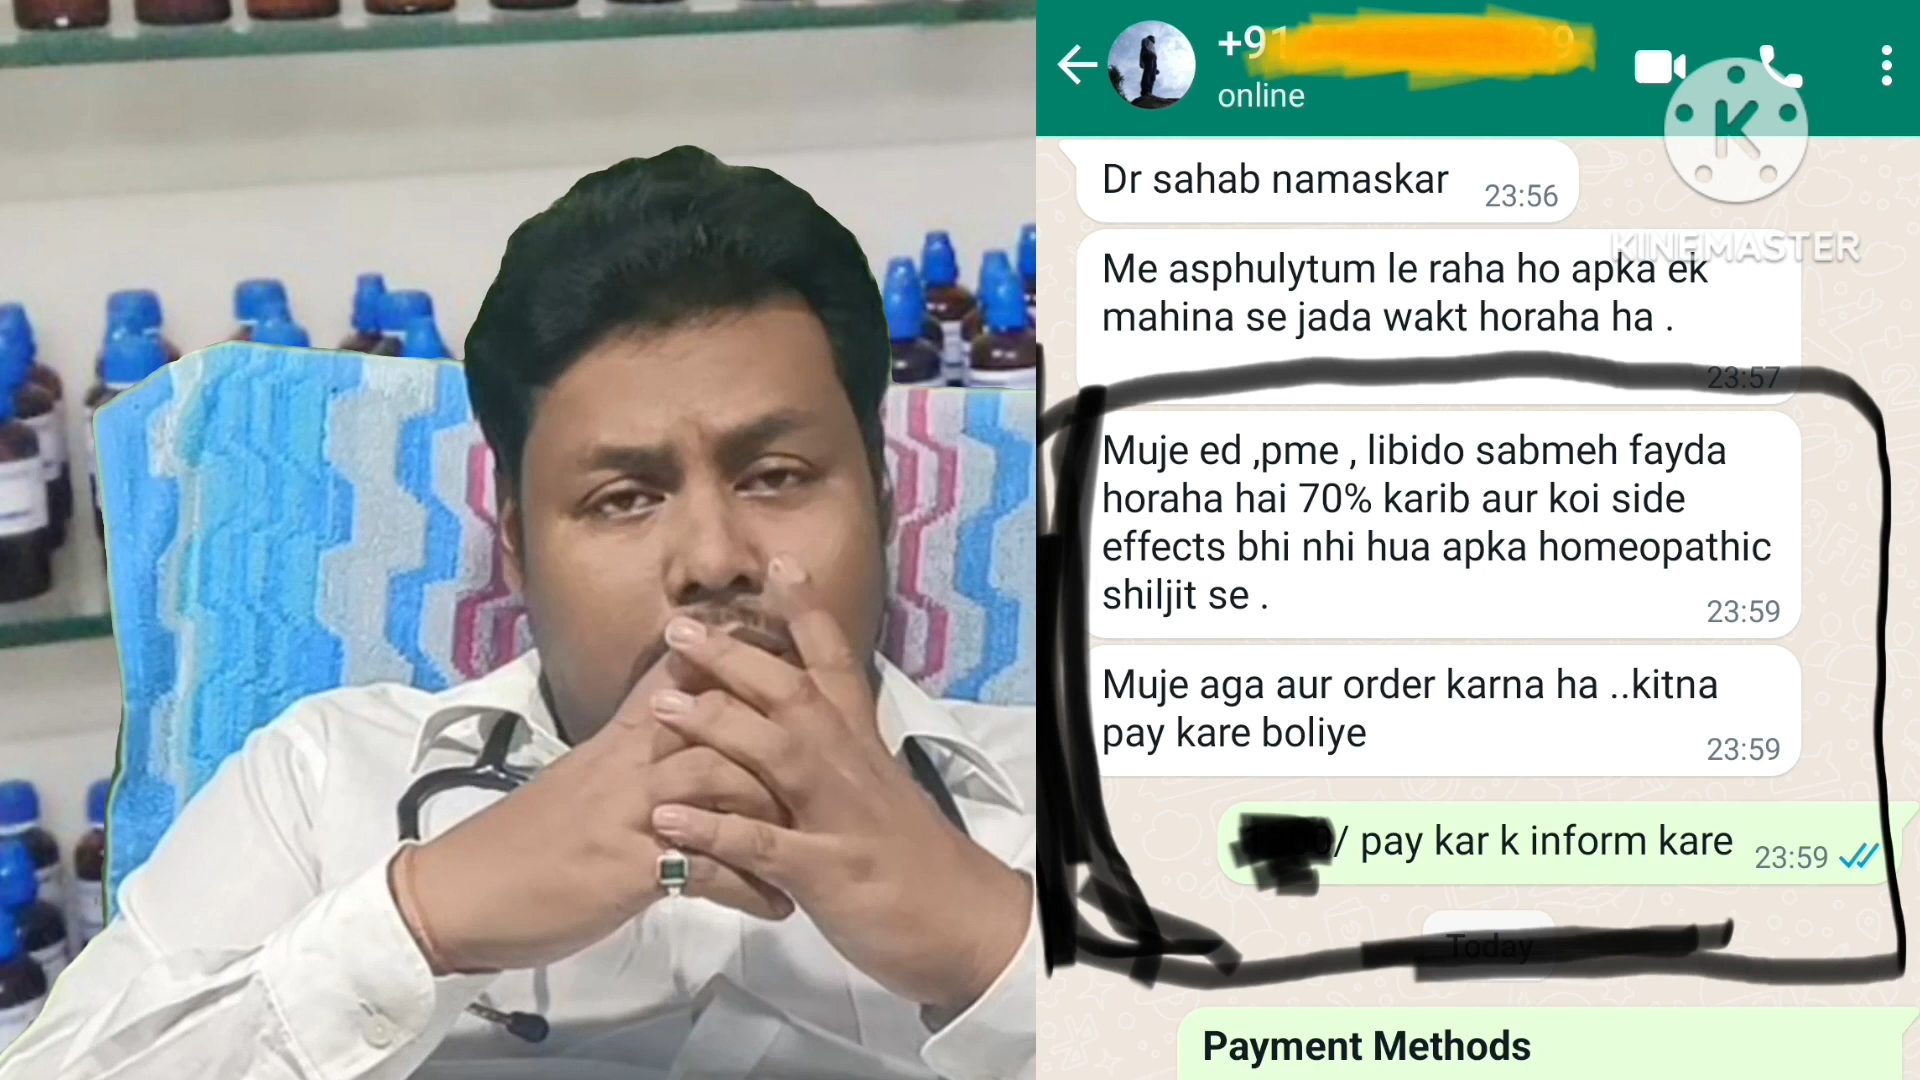 +91
online
Dr sahab namaskar 23:56
KINEMASTER
Me asphulytum le raha ho apka ek
mahina se jada wakt horaha ha .
23:57
Muje ed ,pme , libido sabmeh fayda
horaha hai 70% karib aur koi side
effects bhi nhi hua apka homeopathic
shiljit se .
23:59
Muje aga aur order karna ha ..kitna
pay kare boliye
23:59
/ pay kar k inform kare 23:59
Today
Payment Methods